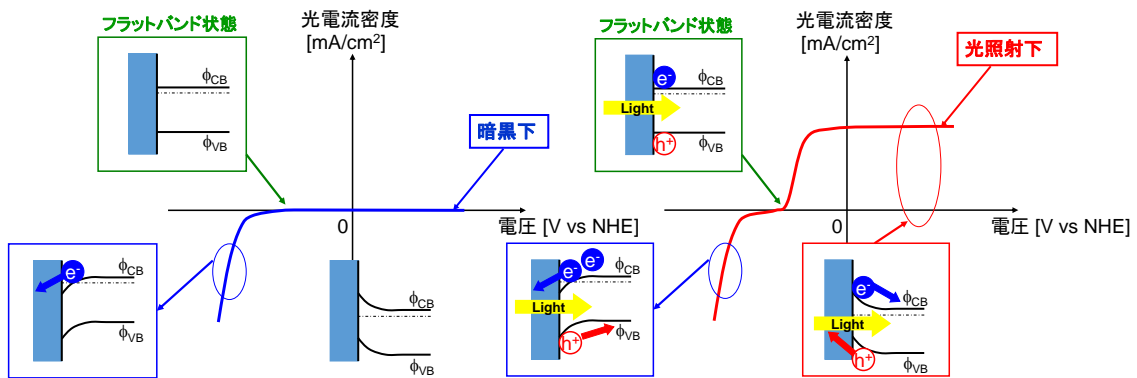 フラットバンド状態
φCB
φVB
光電流密度
[mA/cm²]
暗黒下
0
電圧 [V vs NHE]
e⁻
φCB
φVB
φCB
φVB
フラットバンド状態
e⁻
φCB
Light
h⁺
φVB
光電流密度
[mA/cm²]
光照射下
0
電圧 [V vs NHE]
e⁻
e⁻
φCB
Light
φVB
h⁺
e⁻
φCB
Light
h⁺
φVB